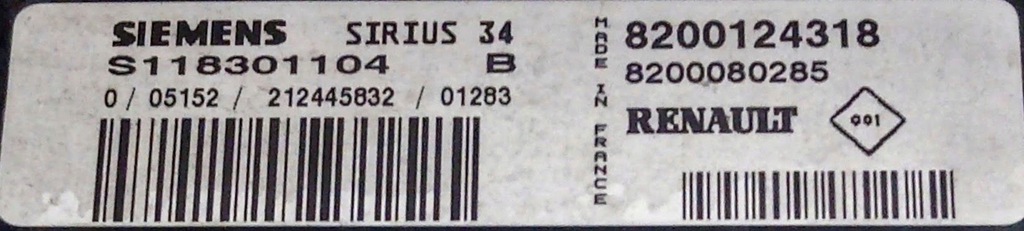 SIEMENS SIRIUS 34
S118301104 B
0 / 05152 / 212445832 / 01283
MADE IN FRANCE
8200124318
8200080285
RENAULT
001